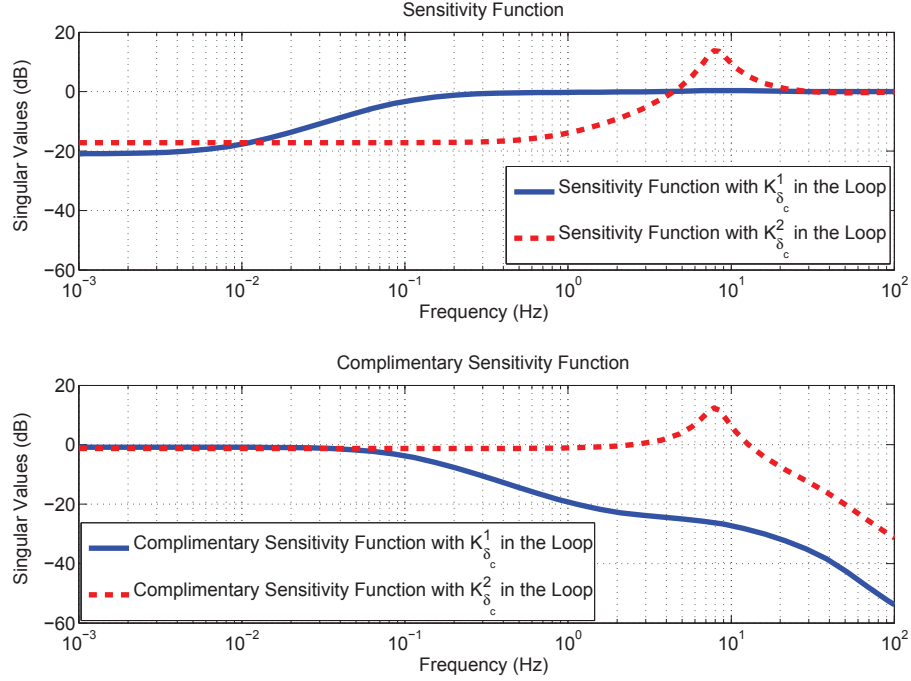 Sensitivity Function
Singular Values (dB)
20
0
−20
−40
−60
Sensitivity Function with K¹δc in the Loop
Sensitivity Function with K²δc in the Loop
10⁻³ 10⁻² 10⁻¹ 10⁰ 10¹ 10²
Frequency (Hz)
Complimentary Sensitivity Function
Singular Values (dB)
20
0
−20
−40
−60
Complimentary Sensitivity Function with K¹δc in the Loop
Complimentary Sensitivity Function with K²δc in the Loop
10⁻³ 10⁻² 10⁻¹ 10⁰ 10¹ 10²
Frequency (Hz)